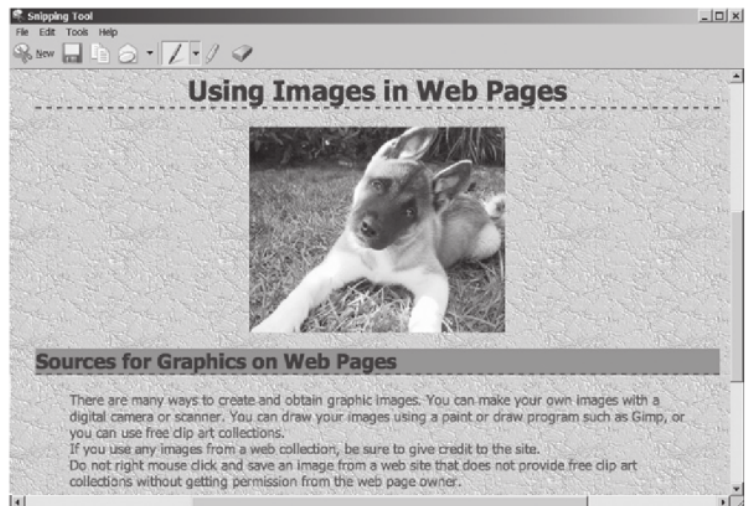 Snipping Tool
File Edit Tools Help
New
Using Images in Web Pages
Sources for Graphics on Web Pages
There are many ways to create and obtain graphic images. You can make your own images with a
digital camera or scanner. You can draw your images using a paint or draw program such as Gimp, or
you can use free clip art collections.
If you use any images from a web collection, be sure to give credit to the site.
Do not right mouse click and save an image from a web site that does not provide free clip art
collections without getting permission from the web page owner.